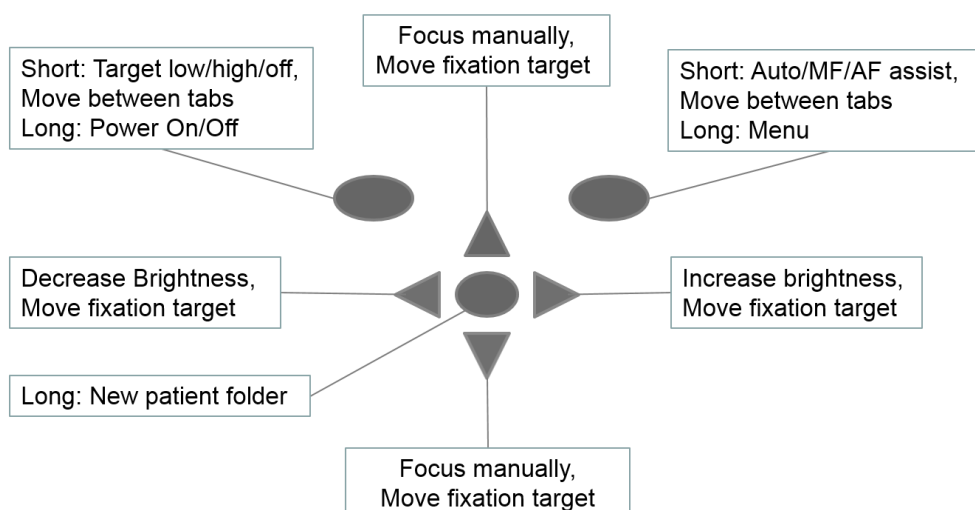 Focus manually,
Move fixation target
Short: Target low/high/off,
Move between tabs
Long: Power On/Off
Short: Auto/MF/AF assist,
Move between tabs
Long: Menu
Decrease Brightness,
Move fixation target
Increase brightness,
Move fixation target
Long: New patient folder
Focus manually,
Move fixation target